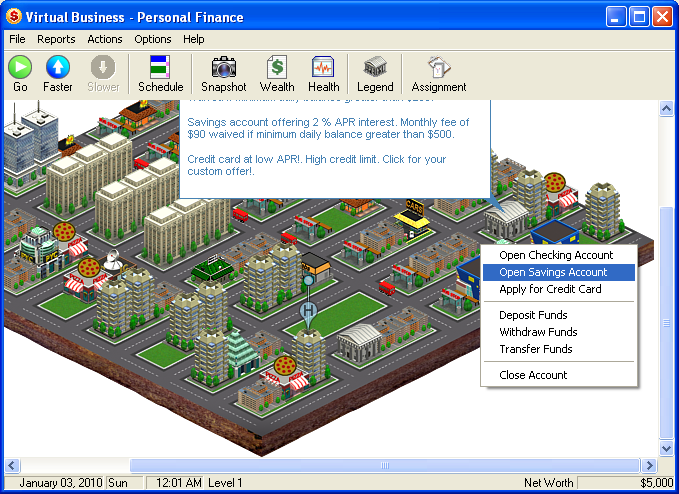 Virtual Business - Personal Finance
File Reports Actions Options Help
Go Faster Slower Schedule Snapshot Wealth Health Legend Assignment
Savings account offering 2 % APR interest. Monthly fee of
$90 waived if minimum daily balance greater than $500.
Credit card at low APR!. High credit limit. Click for your
custom offer!.
CARS
Open Checking Account
Open Savings Account
Apply for Credit Card
Deposit Funds
Withdraw Funds
Transfer Funds
Close Account
H
January 03, 2010 Sun 12:01 AM Level 1 Net Worth $5,000